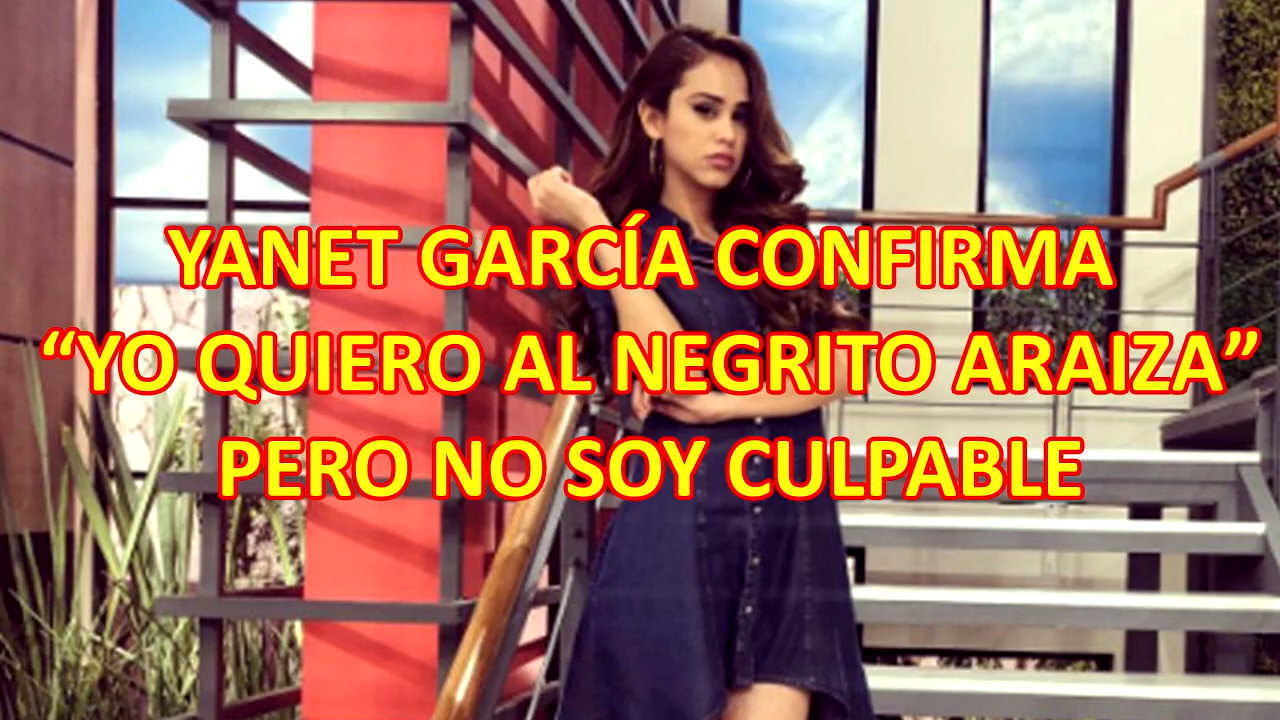 YANET GARCÍA CONFIRMA
“YO QUIERO AL NEGRITO ARAIZA”
PERO NO SOY CULPABLE